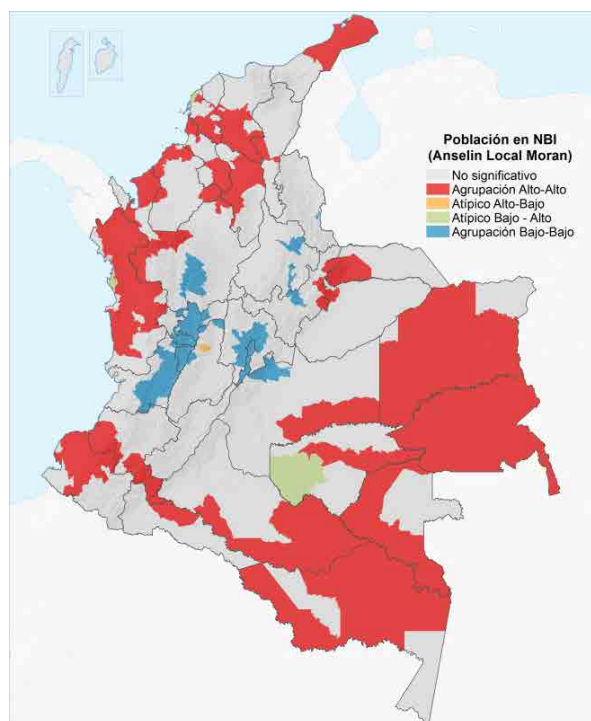 Población en NBI
(Anselin Local Moran)
No significativo
Agrupación Alto-Alto
Atípico Alto-Bajo
Atípico Bajo - Alto
Agrupación Bajo-Bajo